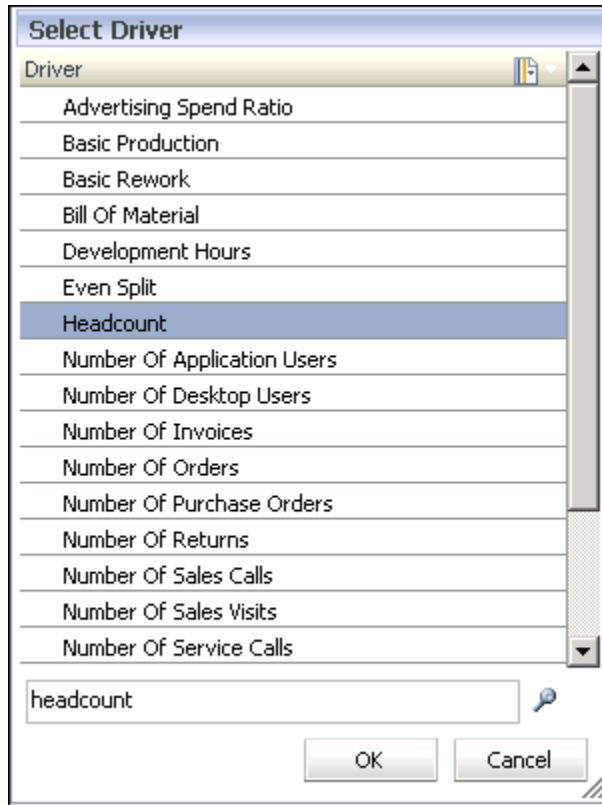 Select Driver
Driver
Advertising Spend Ratio
Basic Production
Basic Rework
Bill Of Material
Development Hours
Even Split
Headcount
Number Of Application Users
Number Of Desktop Users
Number Of Invoices
Number Of Orders
Number Of Purchase Orders
Number Of Returns
Number Of Sales Calls
Number Of Sales Visits
Number Of Service Calls
headcount
OK Cancel